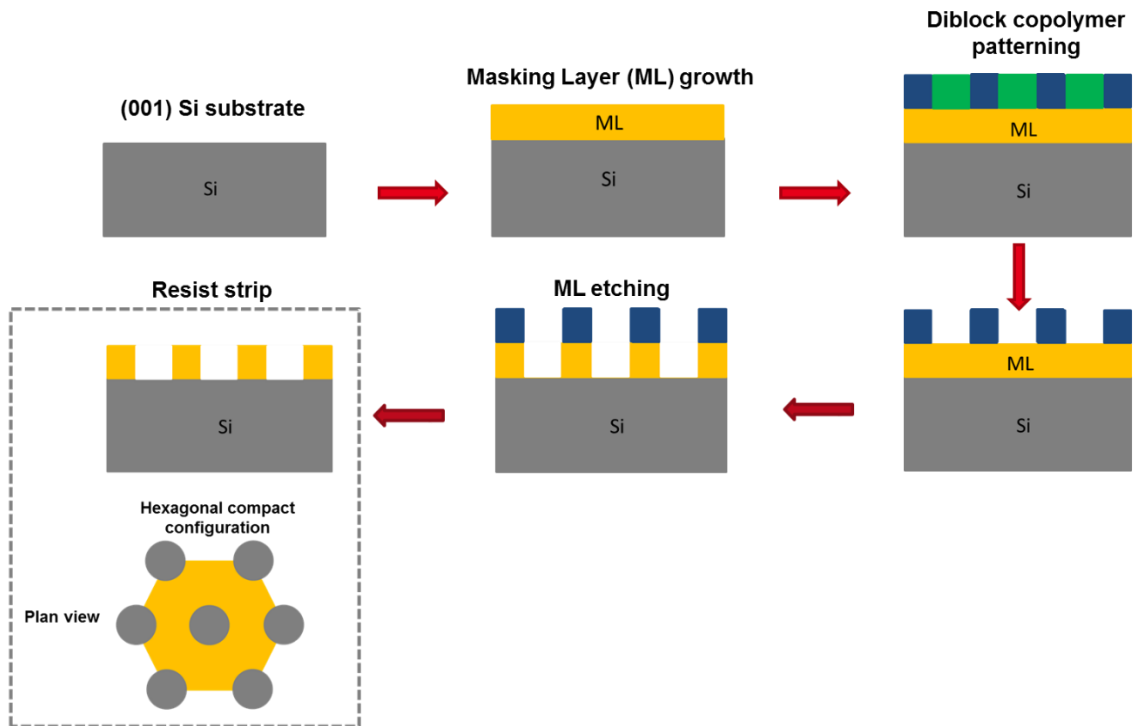 (001) Si substrate
Si
Masking Layer (ML) growth
ML
Si
Diblock copolymer
patterning
ML
Si
ML
Si
ML etching
Si
Resist strip
Si
Hexagonal compact
configuration
Plan view